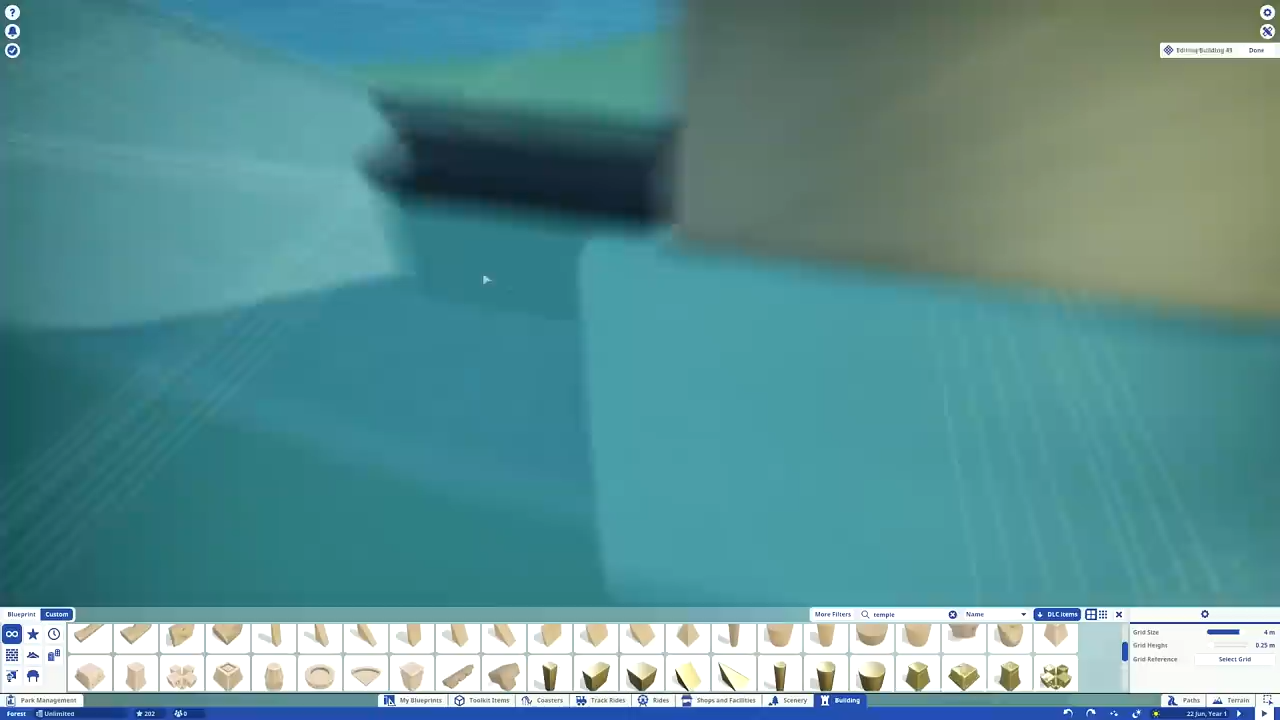 ?
Editing Building 43
Done
Blueprint
Custom
More Filters
temple
Name
DLC Items
Grid Size
4 m
Grid Height
0.25 m
Grid Reference
Select Grid
Park Management
My Blueprints
Toolkit Items
Coasters
Track Rides
Rides
Shops and Facilities
Scenery
Building
Paths
Terrain
Forest
Unlimited
202
0
22 Jun, Year 1